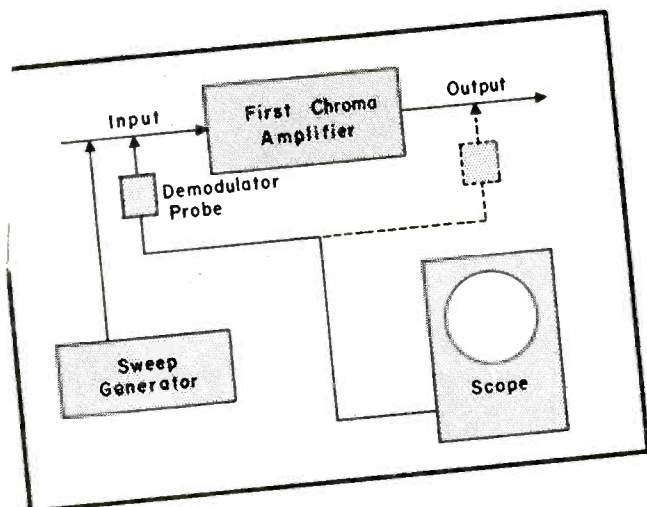 Input
First Chroma
Amplifier
Output
Demodulator
Probe
Sweep
Generator
Scope